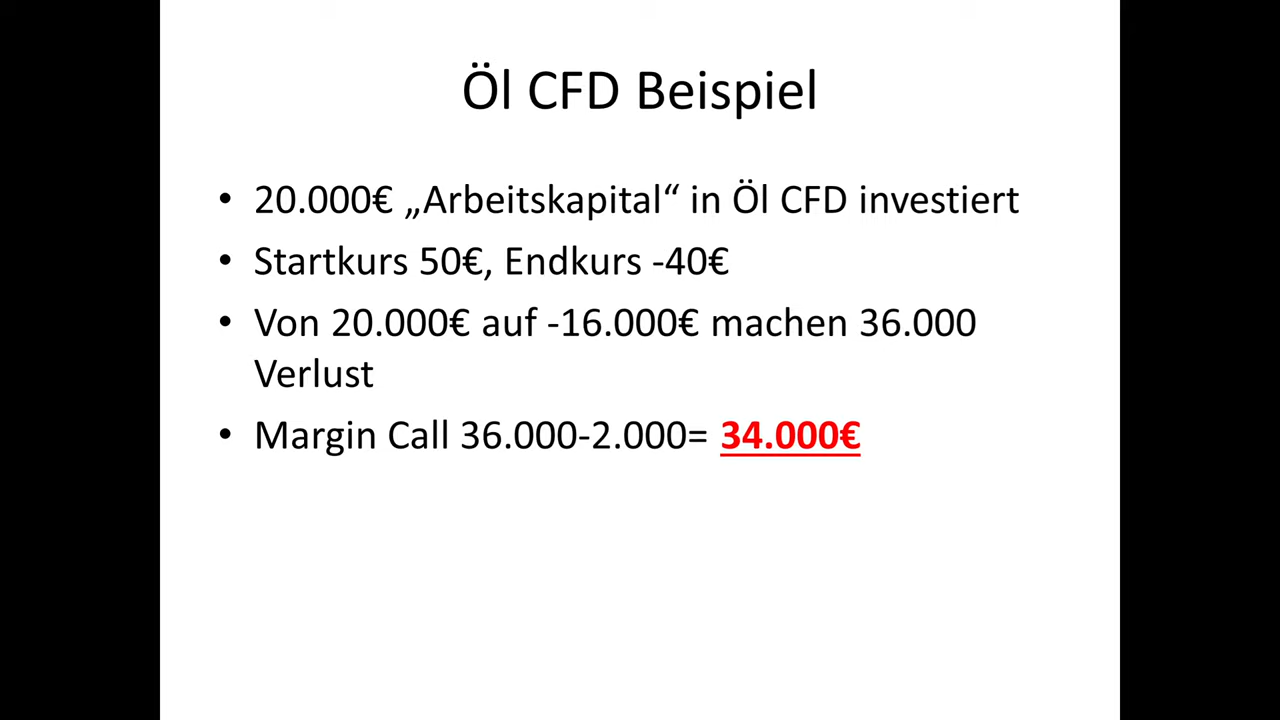 Öl CFD Beispiel
• 20.000€ „Arbeitskapital“ in Öl CFD investiert
• Startkurs 50€, Endkurs -40€
• Von 20.000€ auf -16.000€ machen 36.000
Verlust
• Margin Call 36.000-2.000= 34.000€